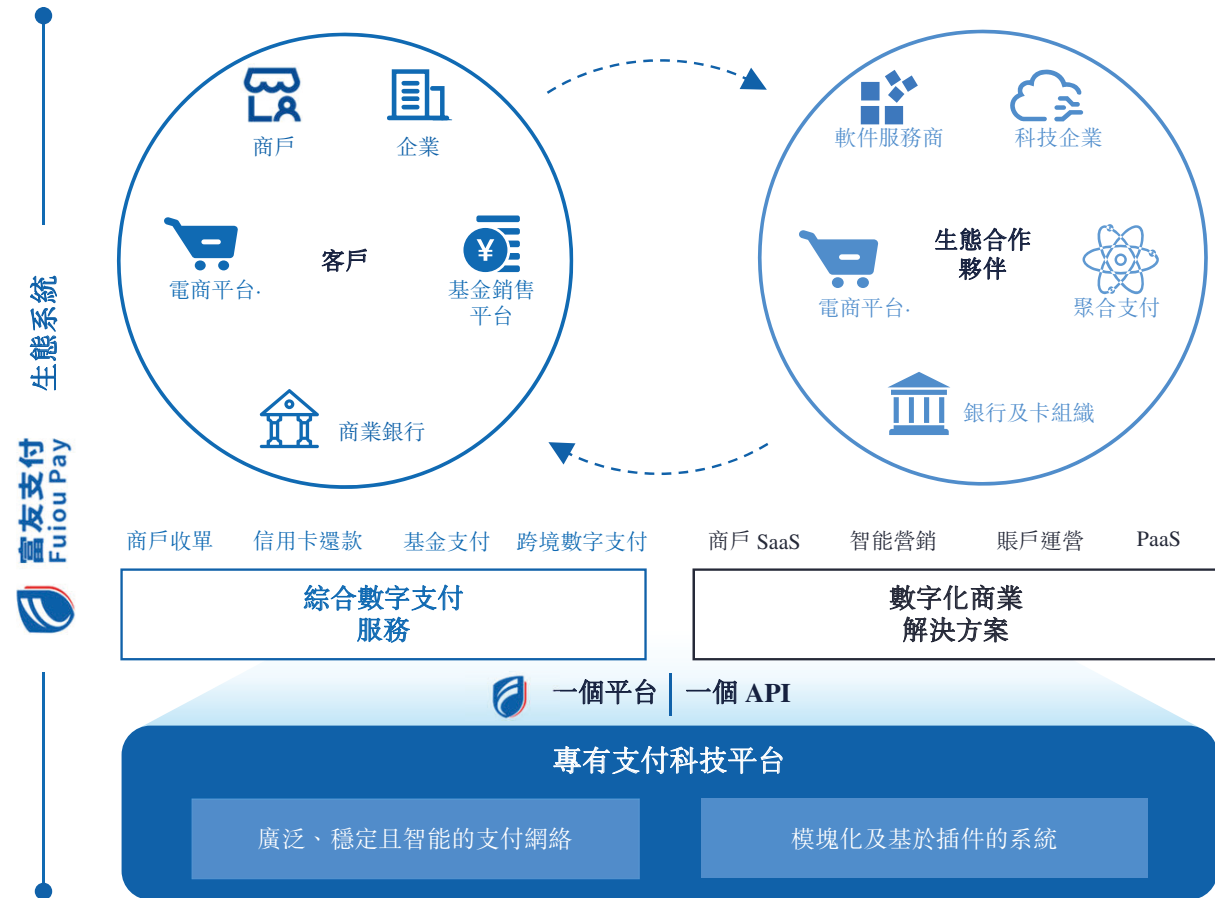 生態系統
富友支付
Fuiou Pay
商戶
企業
電商平台.
客戶
基金銷售
平台
商業銀行
軟件服務商
科技企業
電商平台.
生態合作
夥伴
聚合支付
銀行及卡組織
商戶收單
信用卡還款
基金支付
跨境數字支付
商戶 SaaS
智能營銷
賬戶運營
PaaS
綜合數字支付
服務
數字化商業
解決方案
一個平台
一個 API
專有支付科技平台
廣泛、穩定且智能的支付網絡
模塊化及基於插件的系統